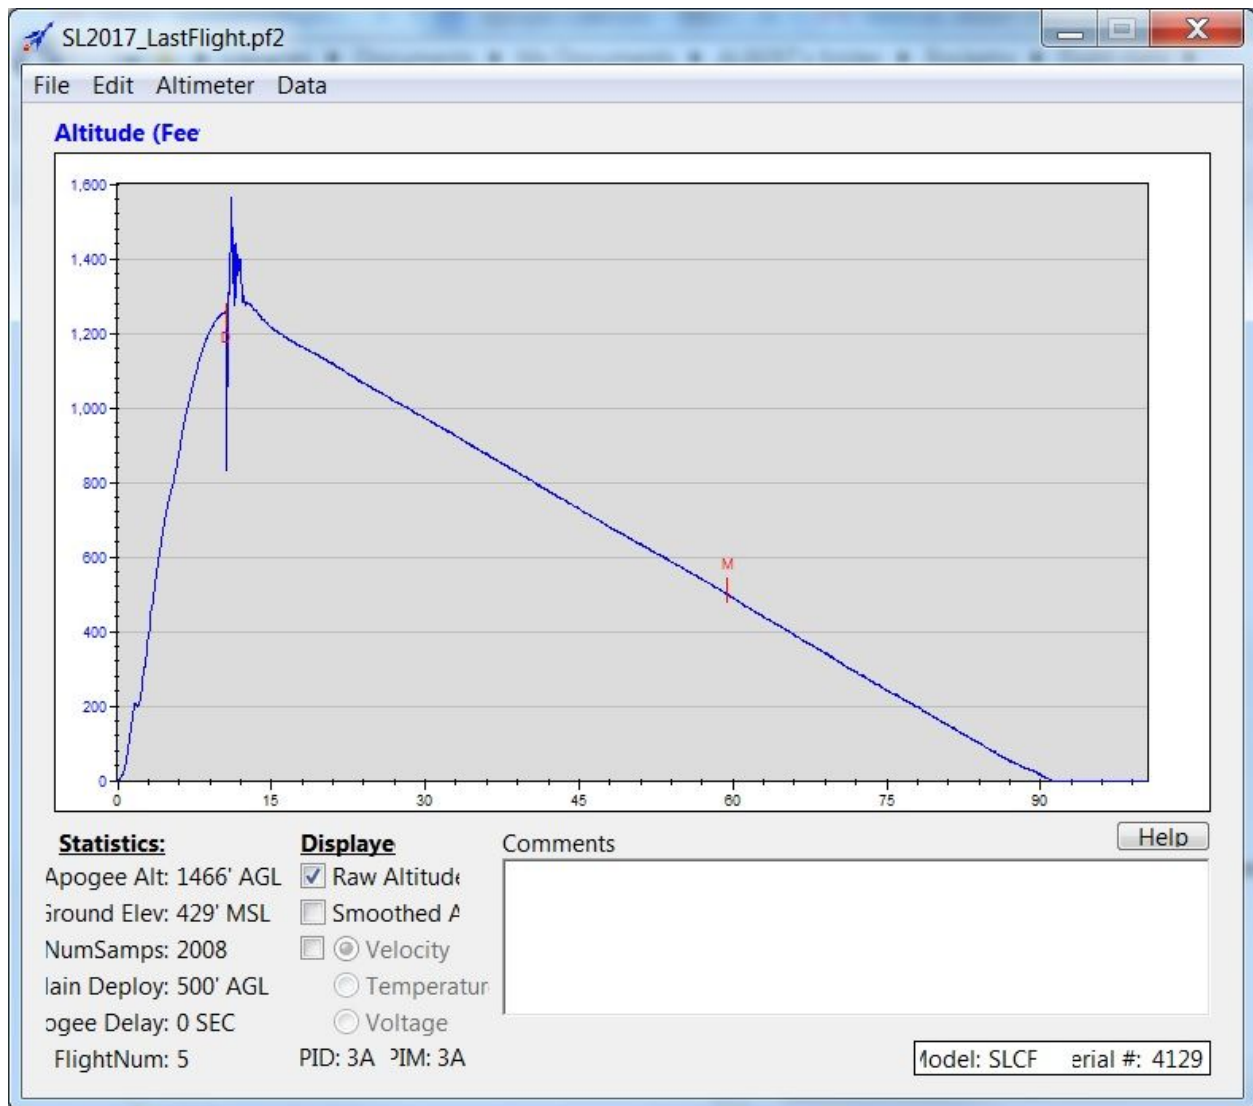 SL2017_LastFlight.pf2
File Edit Altimeter Data
Altitude (Fee
1,600
1,400
1,200
1,000
800
600
400
200
0
D
M
0 15 30 45 60 75 90
Statistics: Displaye Comments Help
Apogee Alt: 1466' AGL Raw Altitude
Ground Elev: 429' MSL Smoothed A
NumSamps: 2008 Velocity
lain Deploy: 500' AGL Temperatur
ogee Delay: 0 SEC Voltage
FlightNum: 5 PID: 3A PIM: 3A
Model: SLCF erial #: 4129